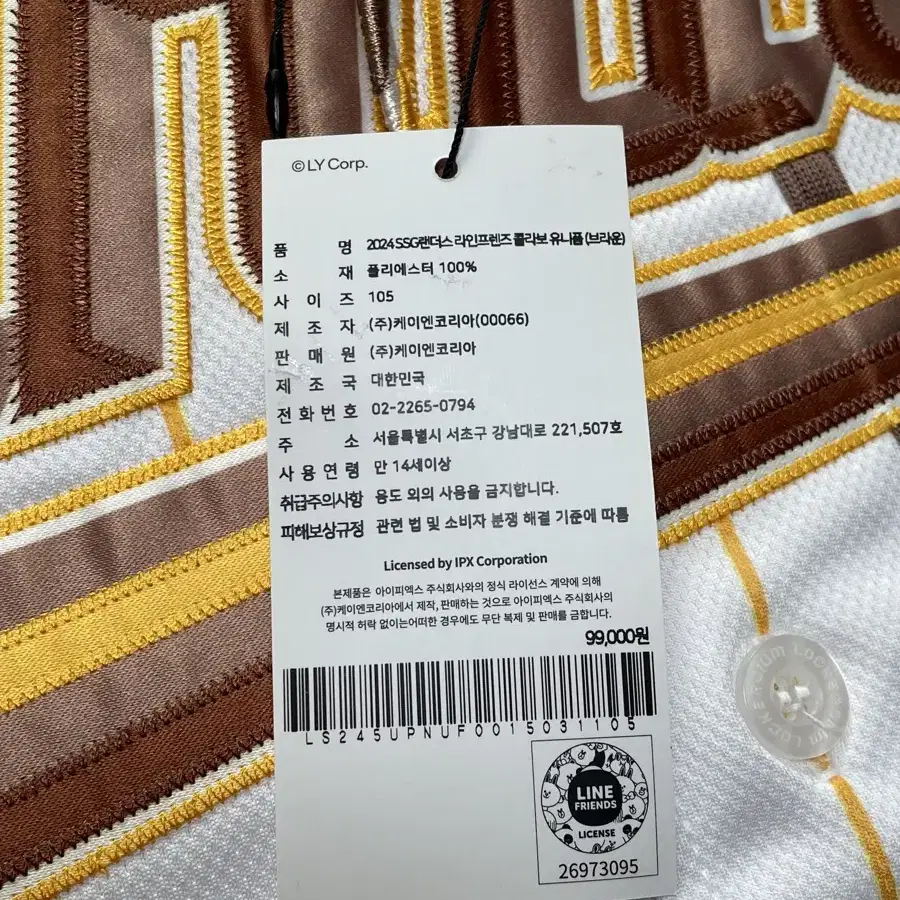 ©LY Corp.
품 명 2024 SSG랜더스 라인프렌즈 콜라보 유니폼 (브라운)
소 재 폴리에스터 100%
사 이 즈 105
제 조 자 (주)케이엔코리아(00066)
판 매 원 (주)케이엔코리아
제 조 국 대한민국
전 화 번 호 02-2265-0794
주 소 서울특별시 서초구 강남대로 221,507호
사 용 연 령 만 14세이상
취급주의사항 용도 외의 사용을 금지합니다.
피해보상규정 관련 법 및 소비자 분쟁 해결 기준에 따름
Licensed by IPX Corporation
본제품은 아이피엑스 주식회사와의 정식 라이선스 계약에 의해
(주)케이엔코리아에서 제작, 판매하는 것으로 아이피엑스 주식회사의
명시적 허락 없이는어떠한 경우에도 무단 복제 및 판매를 금합니다.
99,000원
LS245UPNUF0015031105
LINE
FRIENDS
LICENSE
26973095